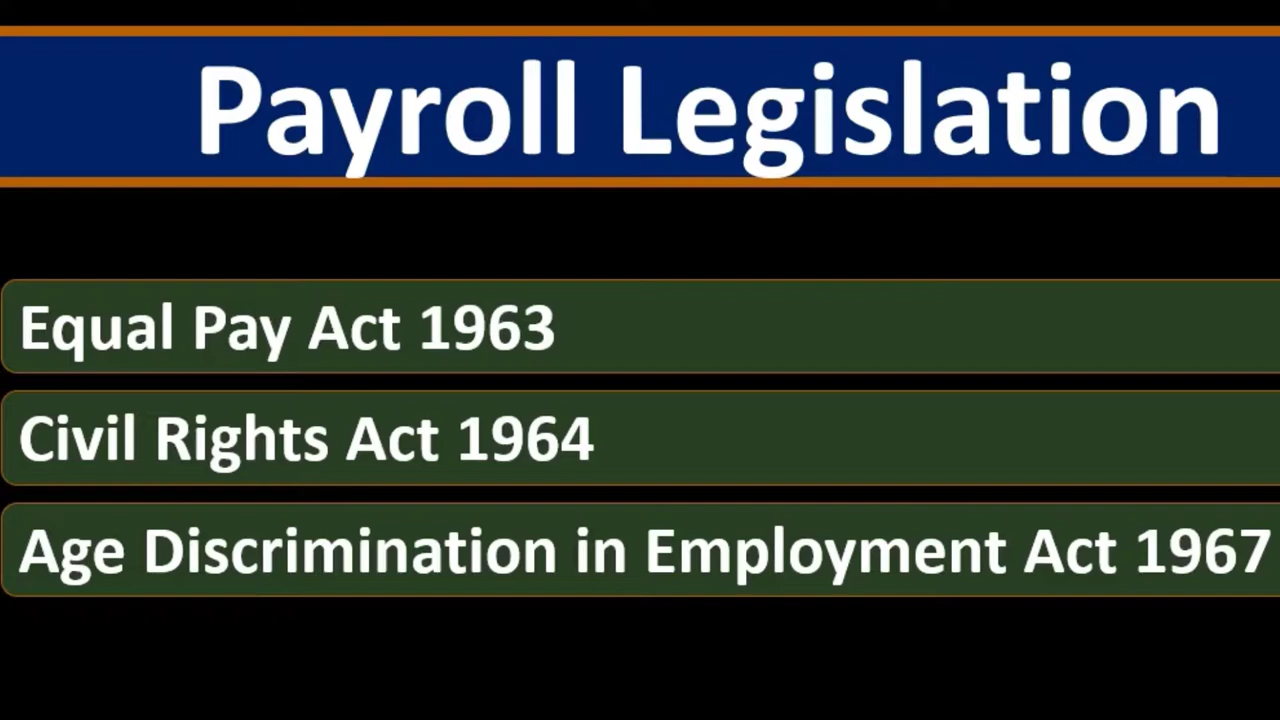 Payroll Legislation
Equal Pay Act 1963
Civil Rights Act 1964
Age Discrimination in Employment Act 1967